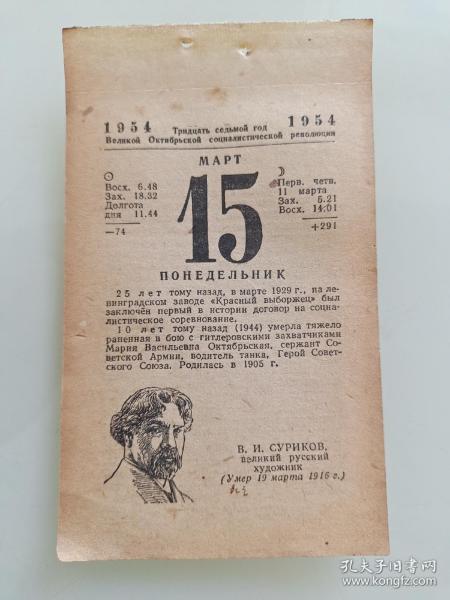 1954 Тридцать седьмой год 1954
Великой Октябрьской социалистической революции
МАРТ
Восх. 6.48
Зах. 18.32
Долгота
дня 11.44
—74
15
Перв. четв.
11 марта
Зах. 5.21
Восх. 14.01
+291
ПОНЕДЕЛЬНИК
25 лет тому назад, в марте 1929 г., на ле-
нинградском заводе «Красный выборжец» был
заключён первый в истории договор на социа-
листическое соревнование.
10 лет тому назад (1944) умерла тяжело
раненная в бою с гитлеровскими захватчиками
Мария Васильевна Октябрьская, сержант Со-
ветской Армии, водитель танка, Герой Совет-
ского Союза. Родилась в 1905 г.
В. И. СУРИКОВ,
великий русский
художник
(Умер 19 марта 1916 г.)
孔夫子旧书网
www.kongfz.com